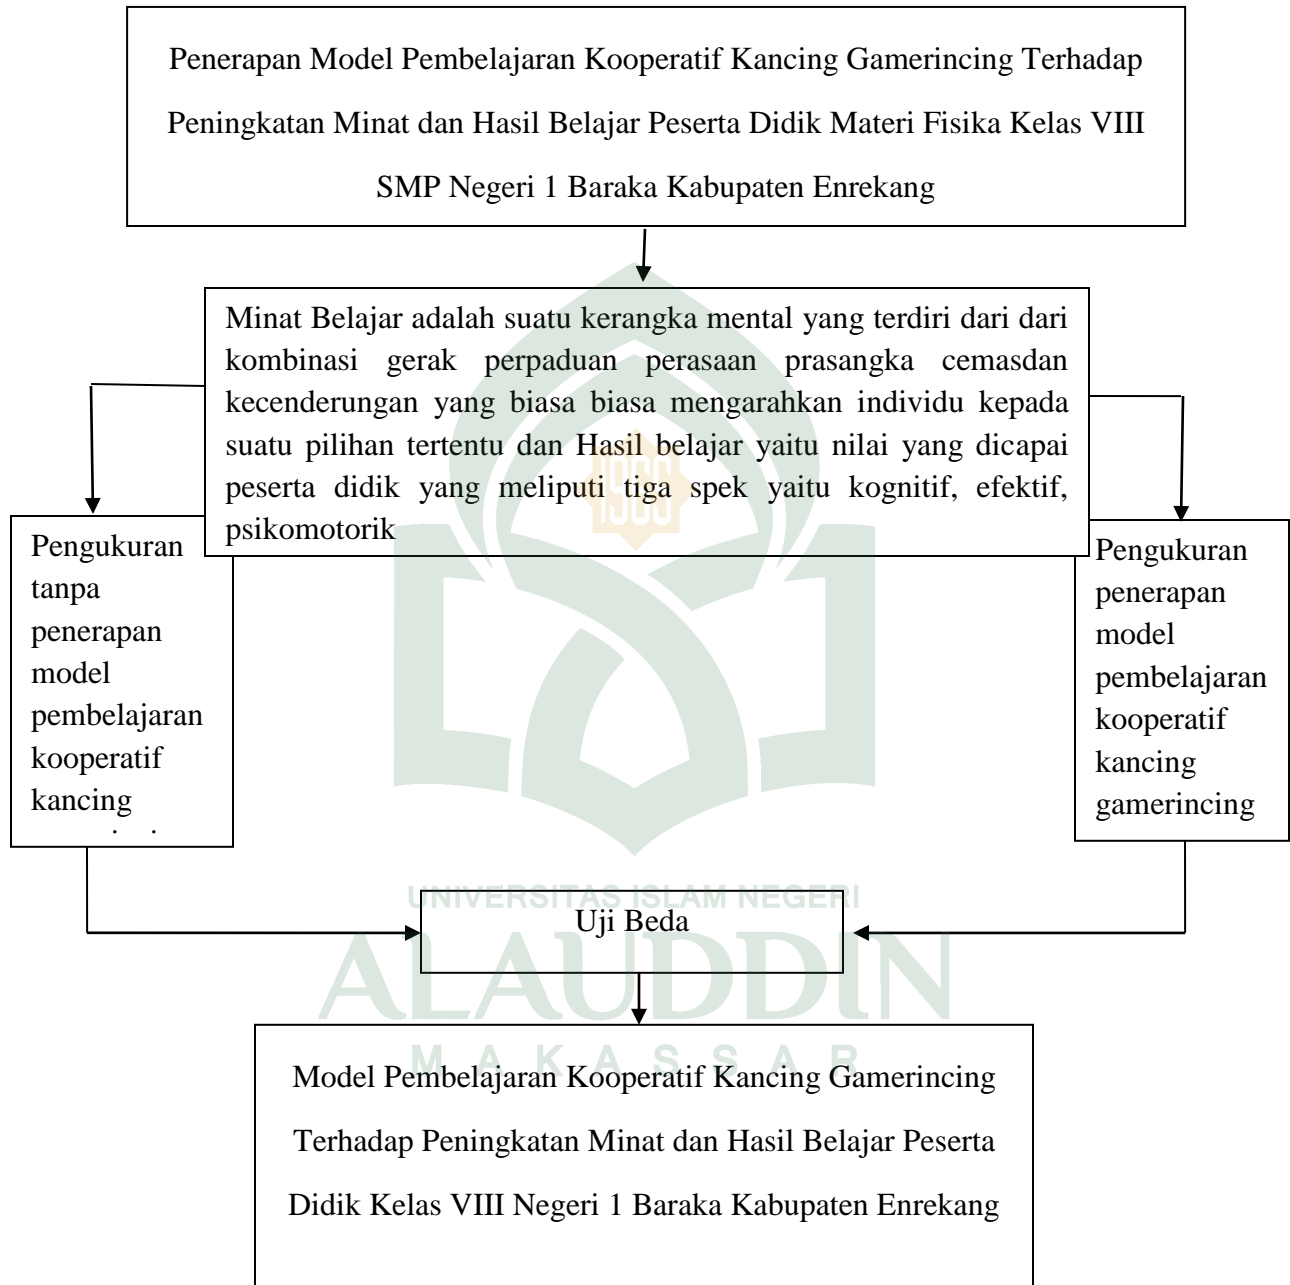 Penerapan Model Pembelajaran Kooperatif Kancing Gamerincing Terhadap
Peningkatan Minat dan Hasil Belajar Peserta Didik Materi Fisika Kelas VIII
SMP Negeri 1 Baraka Kabupaten Enrekang
Minat Belajar adalah suatu kerangka mental yang terdiri dari dari
kombinasi gerak perpaduan perasaan prasangka cemasdan
kecenderungan yang biasa biasa mengarahkan individu kepada
suatu pilihan tertentu dan Hasil belajar yaitu nilai yang dicapai
peserta didik yang meliputi tiga spek yaitu kognitif, efektif,
psikomotorik
Pengukuran
tanpa
penerapan
model
pembelajaran
kooperatif
kancing
Pengukuran
penerapan
model
pembelajaran
kooperatif
kancing
gamerincing
UNIVERSITAS ISLAM NEGERI
Uji Beda
ALAUDDIN
MAKASSAR
Model Pembelajaran Kooperatif Kancing Gamerincing
Terhadap Peningkatan Minat dan Hasil Belajar Peserta
Didik Kelas VIII Negeri 1 Baraka Kabupaten Enrekang